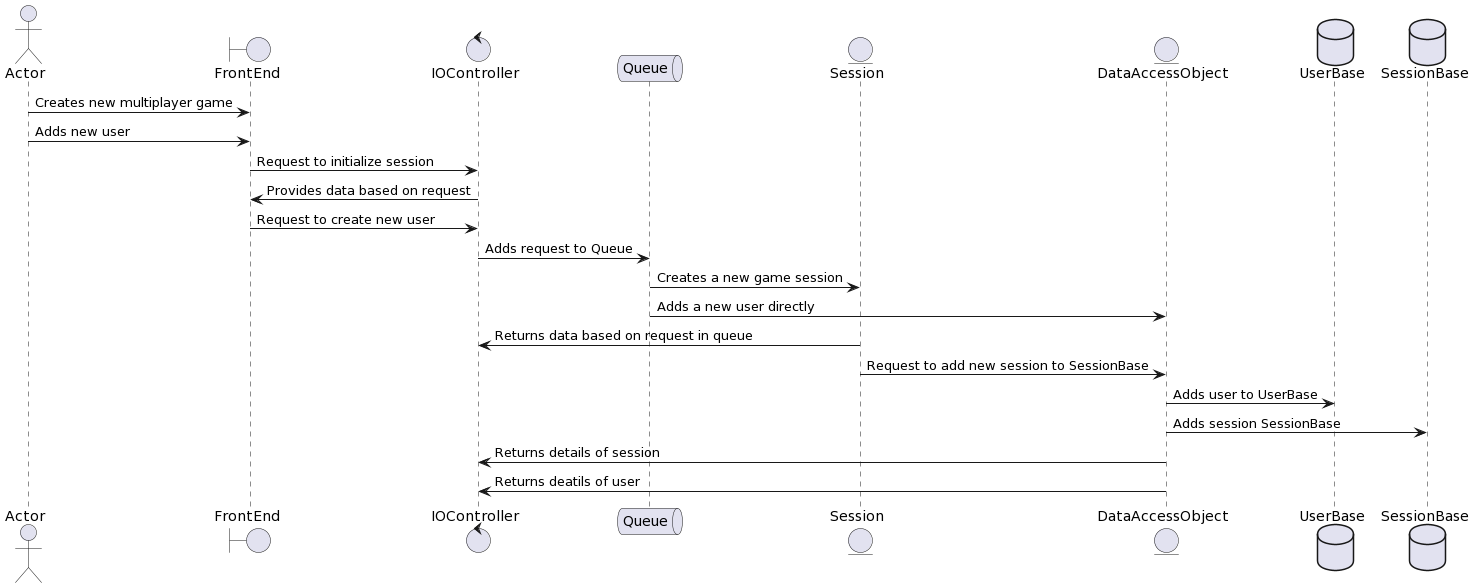 Actor
FrontEnd
IOController
Queue
Session
DataAccessObject
UserBase
SessionBase
Creates new multiplayer game
Adds new user
Request to initialize session
Provides data based on request
Request to create new user
Adds request to Queue
Creates a new game session
Adds a new user directly
Returns data based on request in queue
Request to add new session to SessionBase
Adds user to UserBase
Adds session SessionBase
Returns details of session
Returns deatils of user
Actor
FrontEnd
IOController
Queue
Session
DataAccessObject
UserBase
SessionBase